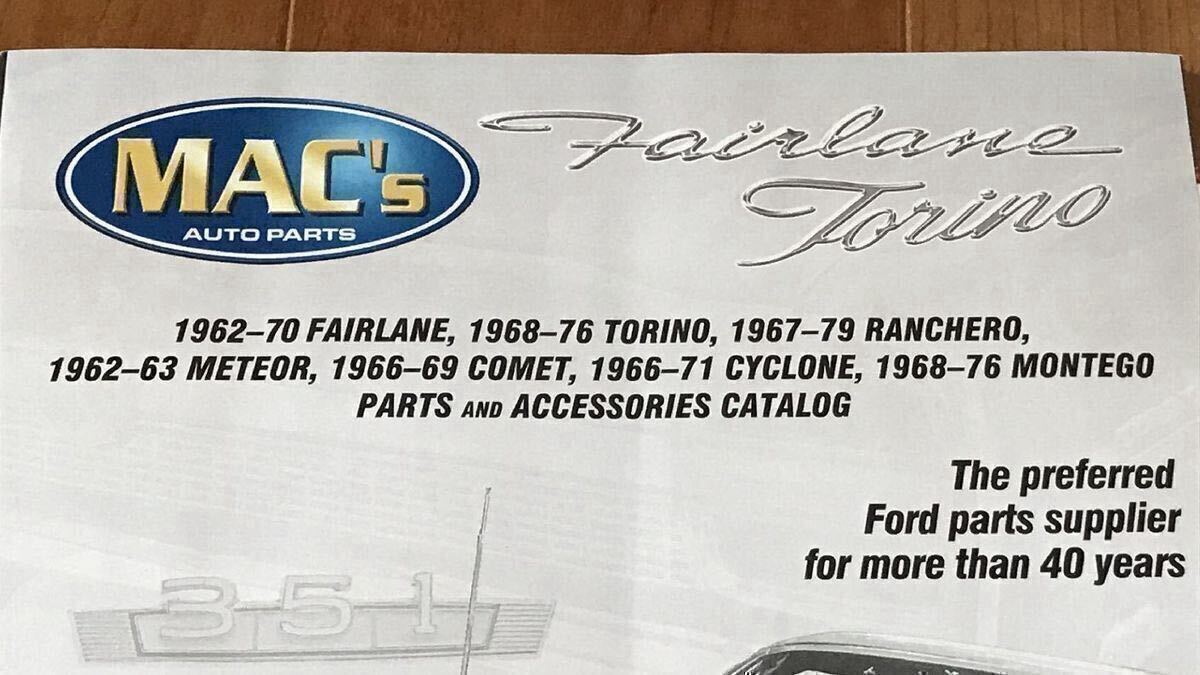 MAC's
AUTO PARTS
Fairlane
Torino
1962–70 FAIRLANE, 1968–76 TORINO, 1967–79 RANCHERO,
1962–63 METEOR, 1966–69 COMET, 1966–71 CYCLONE, 1968–76 MONTEGO
PARTS AND ACCESSORIES CATALOG
The preferred
Ford parts supplier
for more than 40 years
351